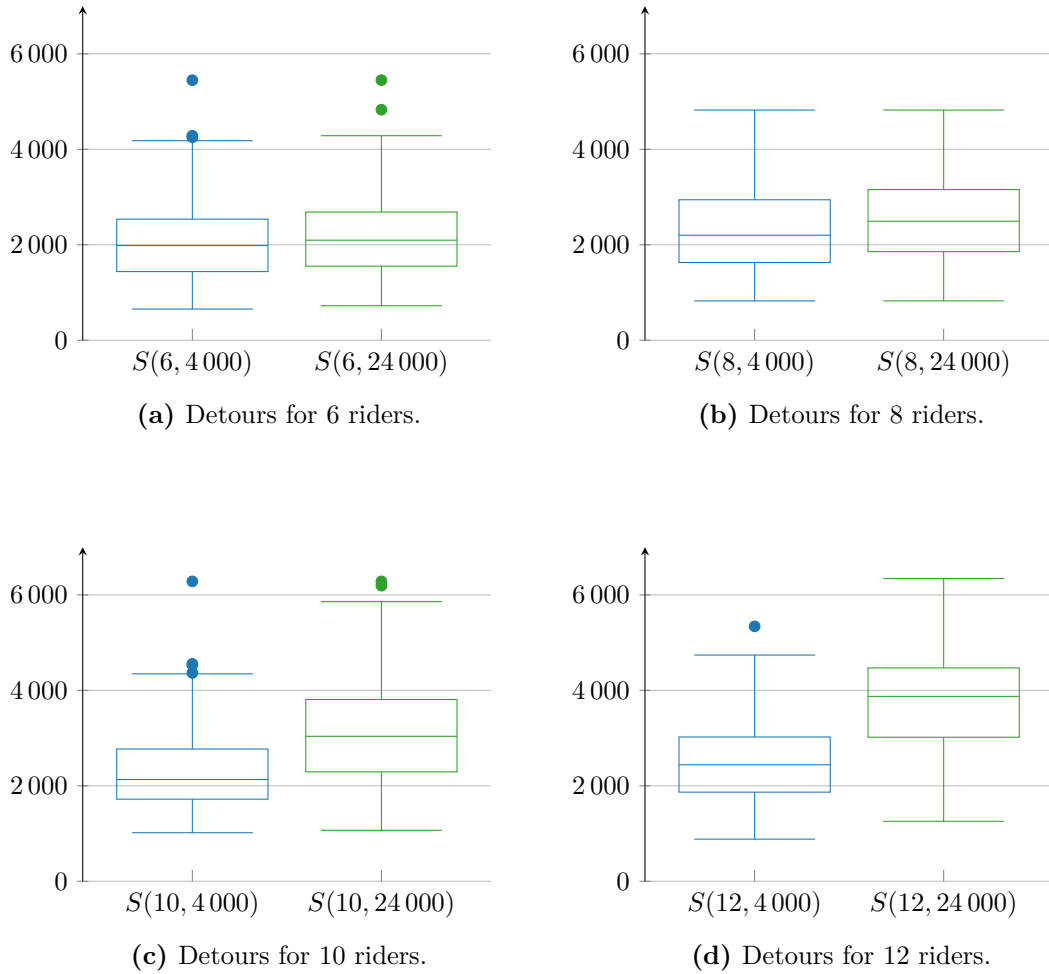 6 000
4 000
2 000
0
S(6, 4 000)
S(6, 24 000)
(a) Detours for 6 riders.
6 000
4 000
2 000
0
S(8, 4 000)
S(8, 24 000)
(b) Detours for 8 riders.
6 000
4 000
2 000
0
S(10, 4 000)
S(10, 24 000)
(c) Detours for 10 riders.
6 000
4 000
2 000
0
S(12, 4 000)
S(12, 24 000)
(d) Detours for 12 riders.